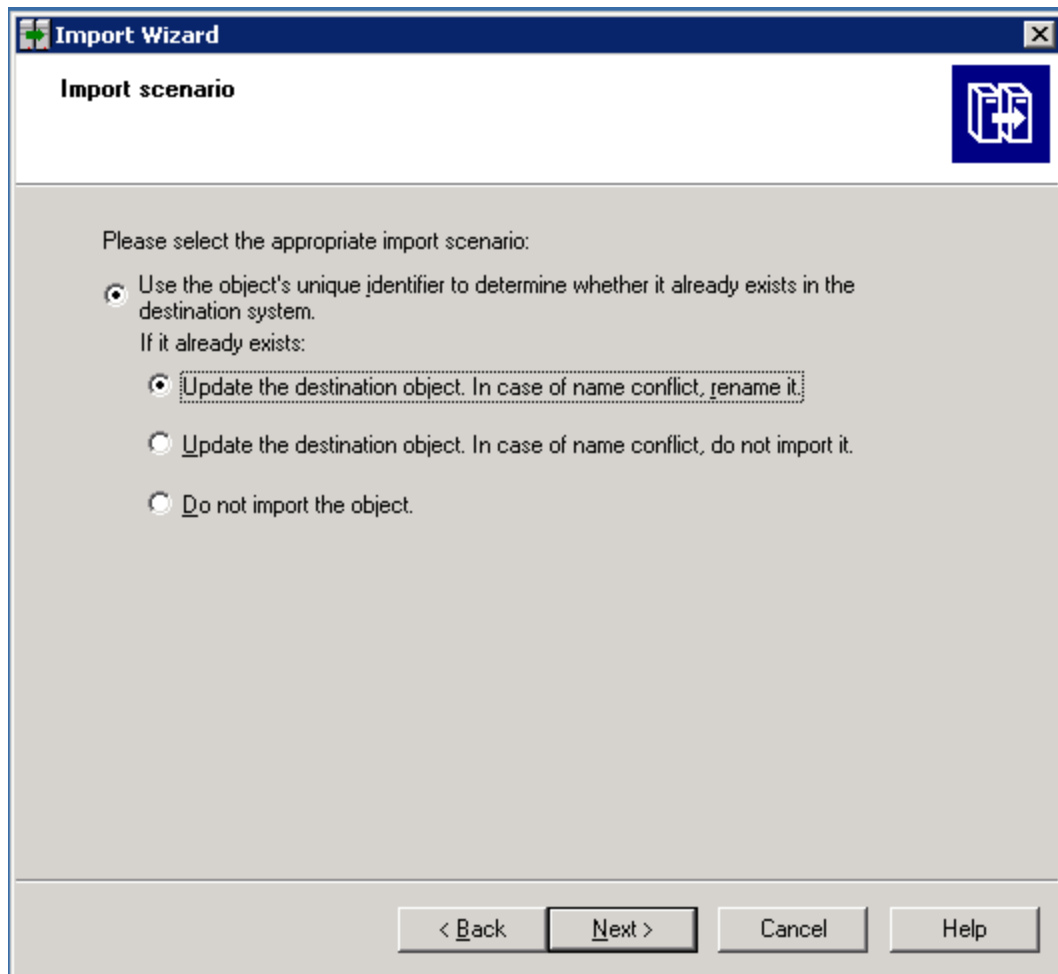 Import Wizard
Import scenario
Please select the appropriate import scenario:
Use the object's unique identifier to determine whether it already exists in the
destination system.
If it already exists:
Update the destination object. In case of name conflict, rename it.
Update the destination object. In case of name conflict, do not import it.
Do not import the object.
< Back
Next >
Cancel
Help